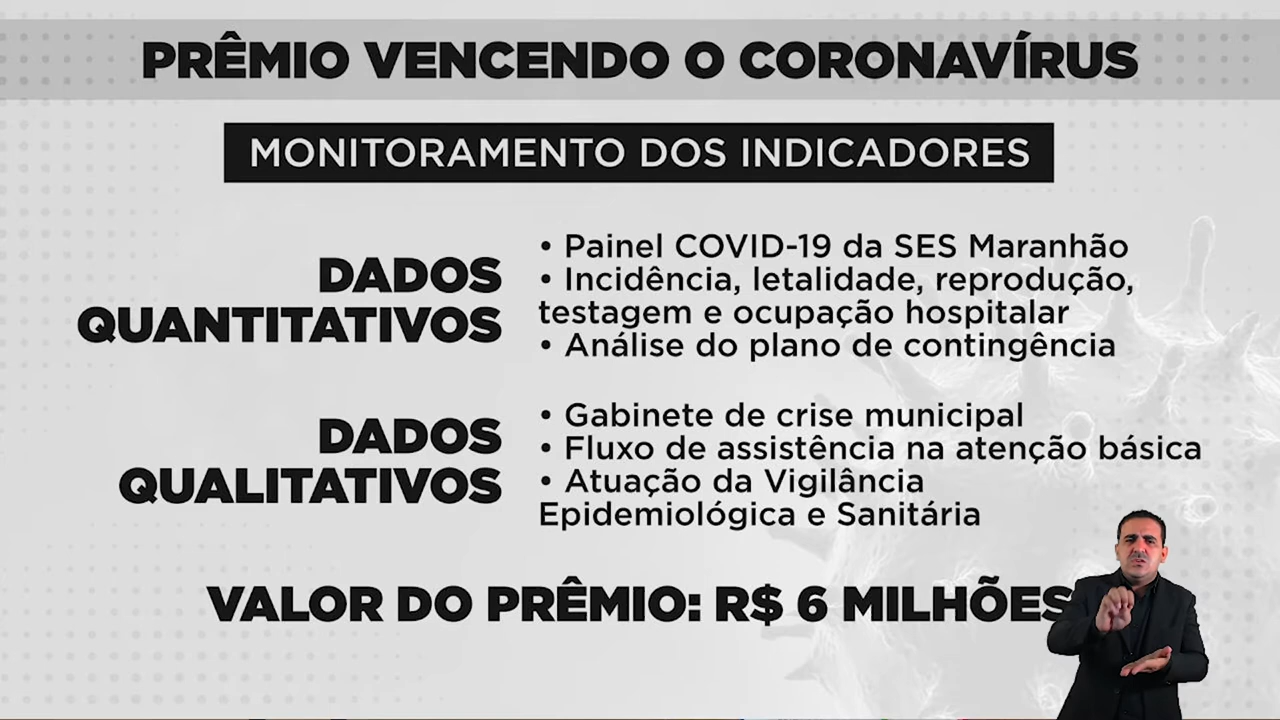 PRÊMIO VENCENDO O CORONAVÍRUS
MONITORAMENTO DOS INDICADORES
DADOS
QUANTITATIVOS
• Painel COVID-19 da SES Maranhão
• Incidência, letalidade, reprodução,
testagem e ocupação hospitalar
• Análise do plano de contingência
DADOS
QUALITATIVOS
• Gabinete de crise municipal
• Fluxo de assistência na atenção básica
• Atuação da Vigilância
Epidemiológica e Sanitária
VALOR DO PRÊMIO: R$ 6 MILHÕES